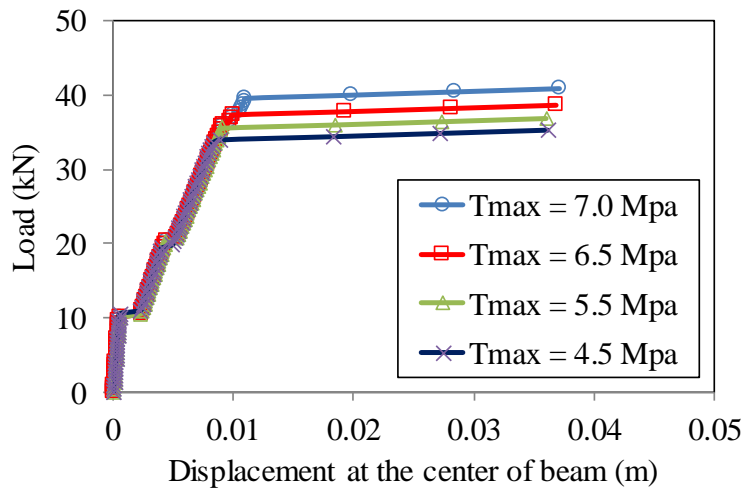 50
40
30
20
10
0
Load (kN)
Tmax = 7.0 Mpa
Tmax = 6.5 Mpa
Tmax = 5.5 Mpa
Tmax = 4.5 Mpa
0 0.01 0.02 0.03 0.04 0.05
Displacement at the center of beam (m)